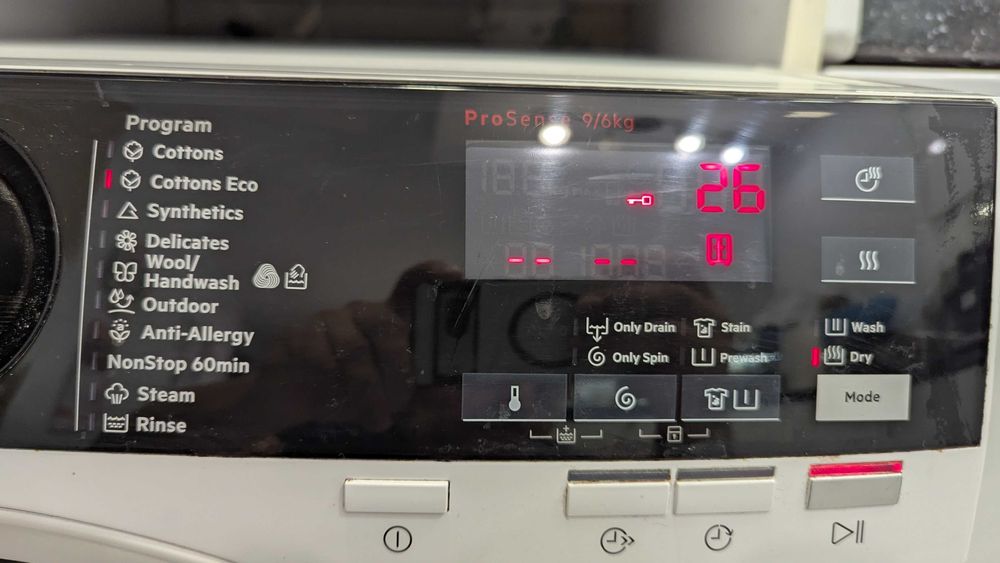 Program
ProSense 9/6kg
Cottons
Cottons Eco
Synthetics
Delicates
Wool/
Handwash
Outdoor
Anti-Allergy
NonStop 60min
Steam
Rinse
26
-- --
Only Drain
Stain
Wash
Only Spin
Prewash
Dry
Mode